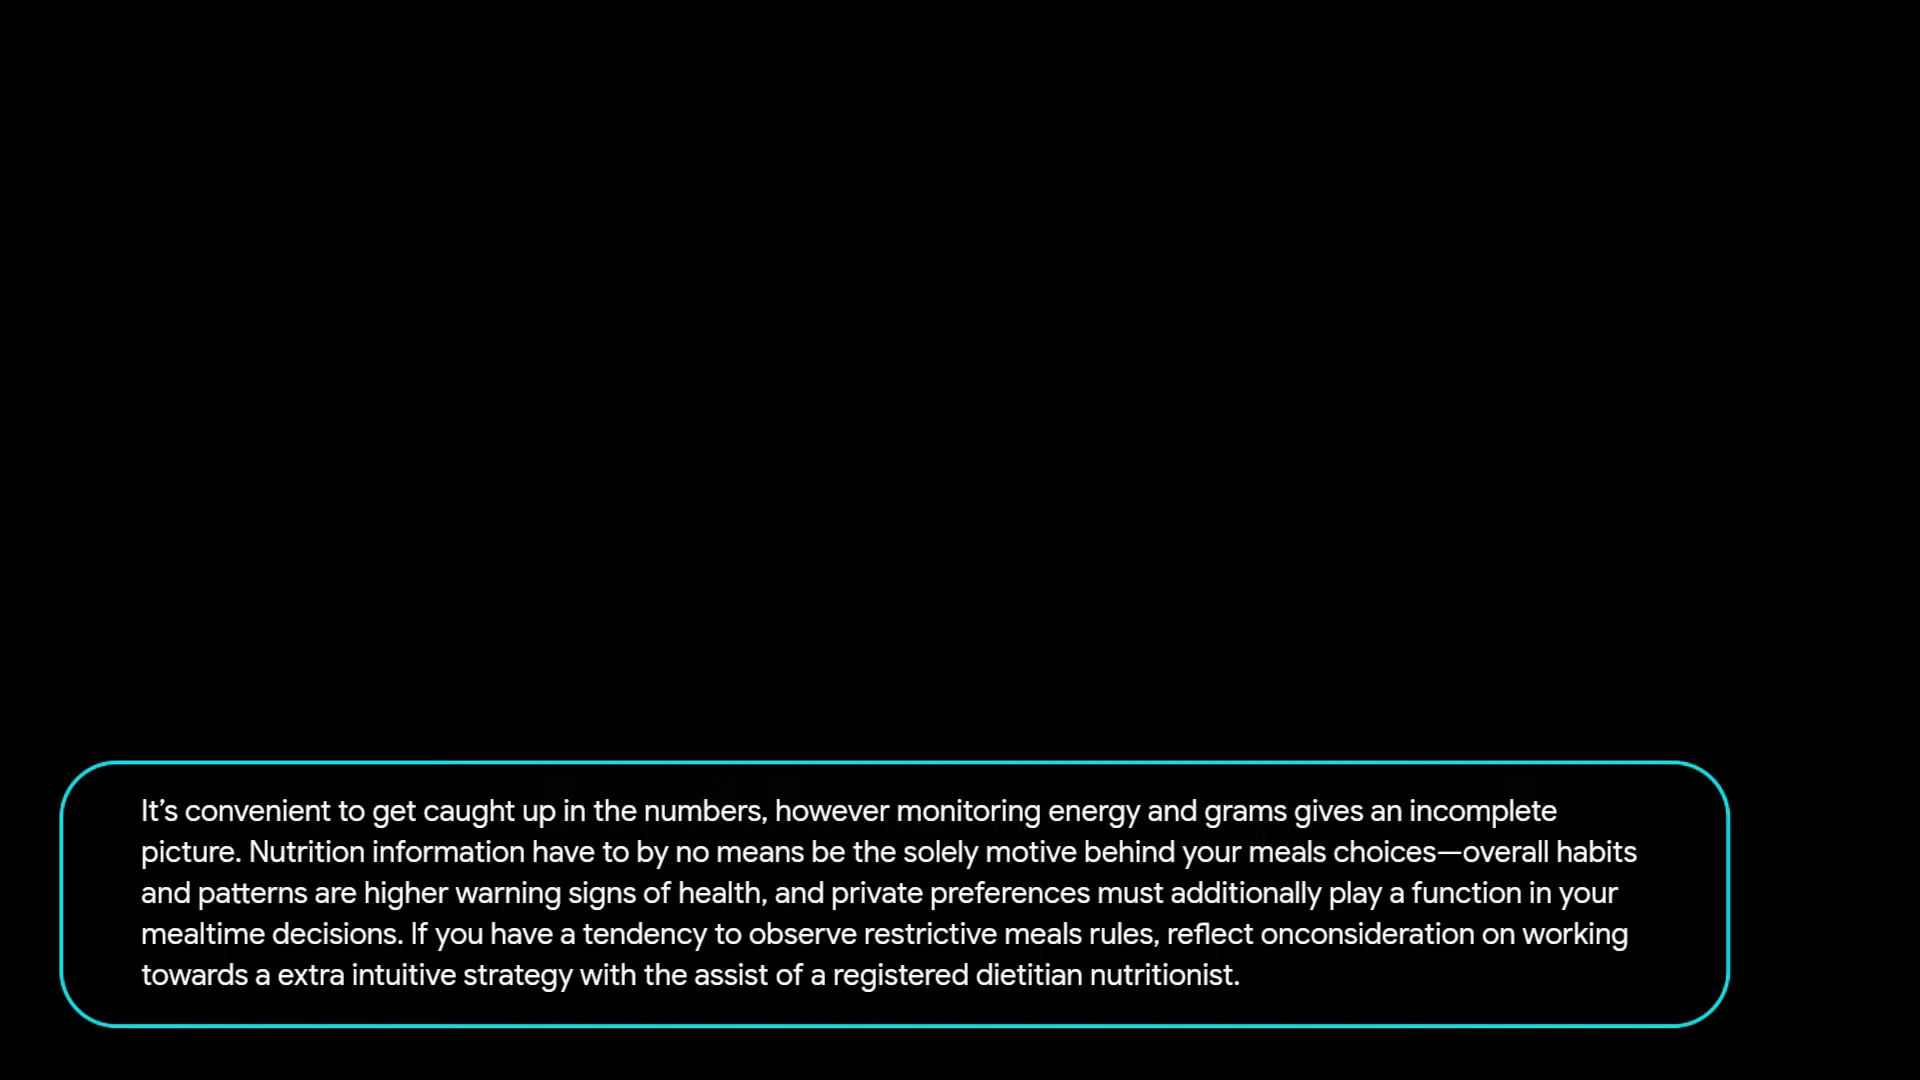 It’s convenient to get caught up in the numbers, however monitoring energy and grams gives an incomplete
picture. Nutrition information have to by no means be the solely motive behind your meals choices—overall habits
and patterns are higher warning signs of health, and private preferences must additionally play a function in your
mealtime decisions. If you have a tendency to observe restrictive meals rules, reflect onconsideration on working
towards a extra intuitive strategy with the assist of a registered dietitian nutritionist.